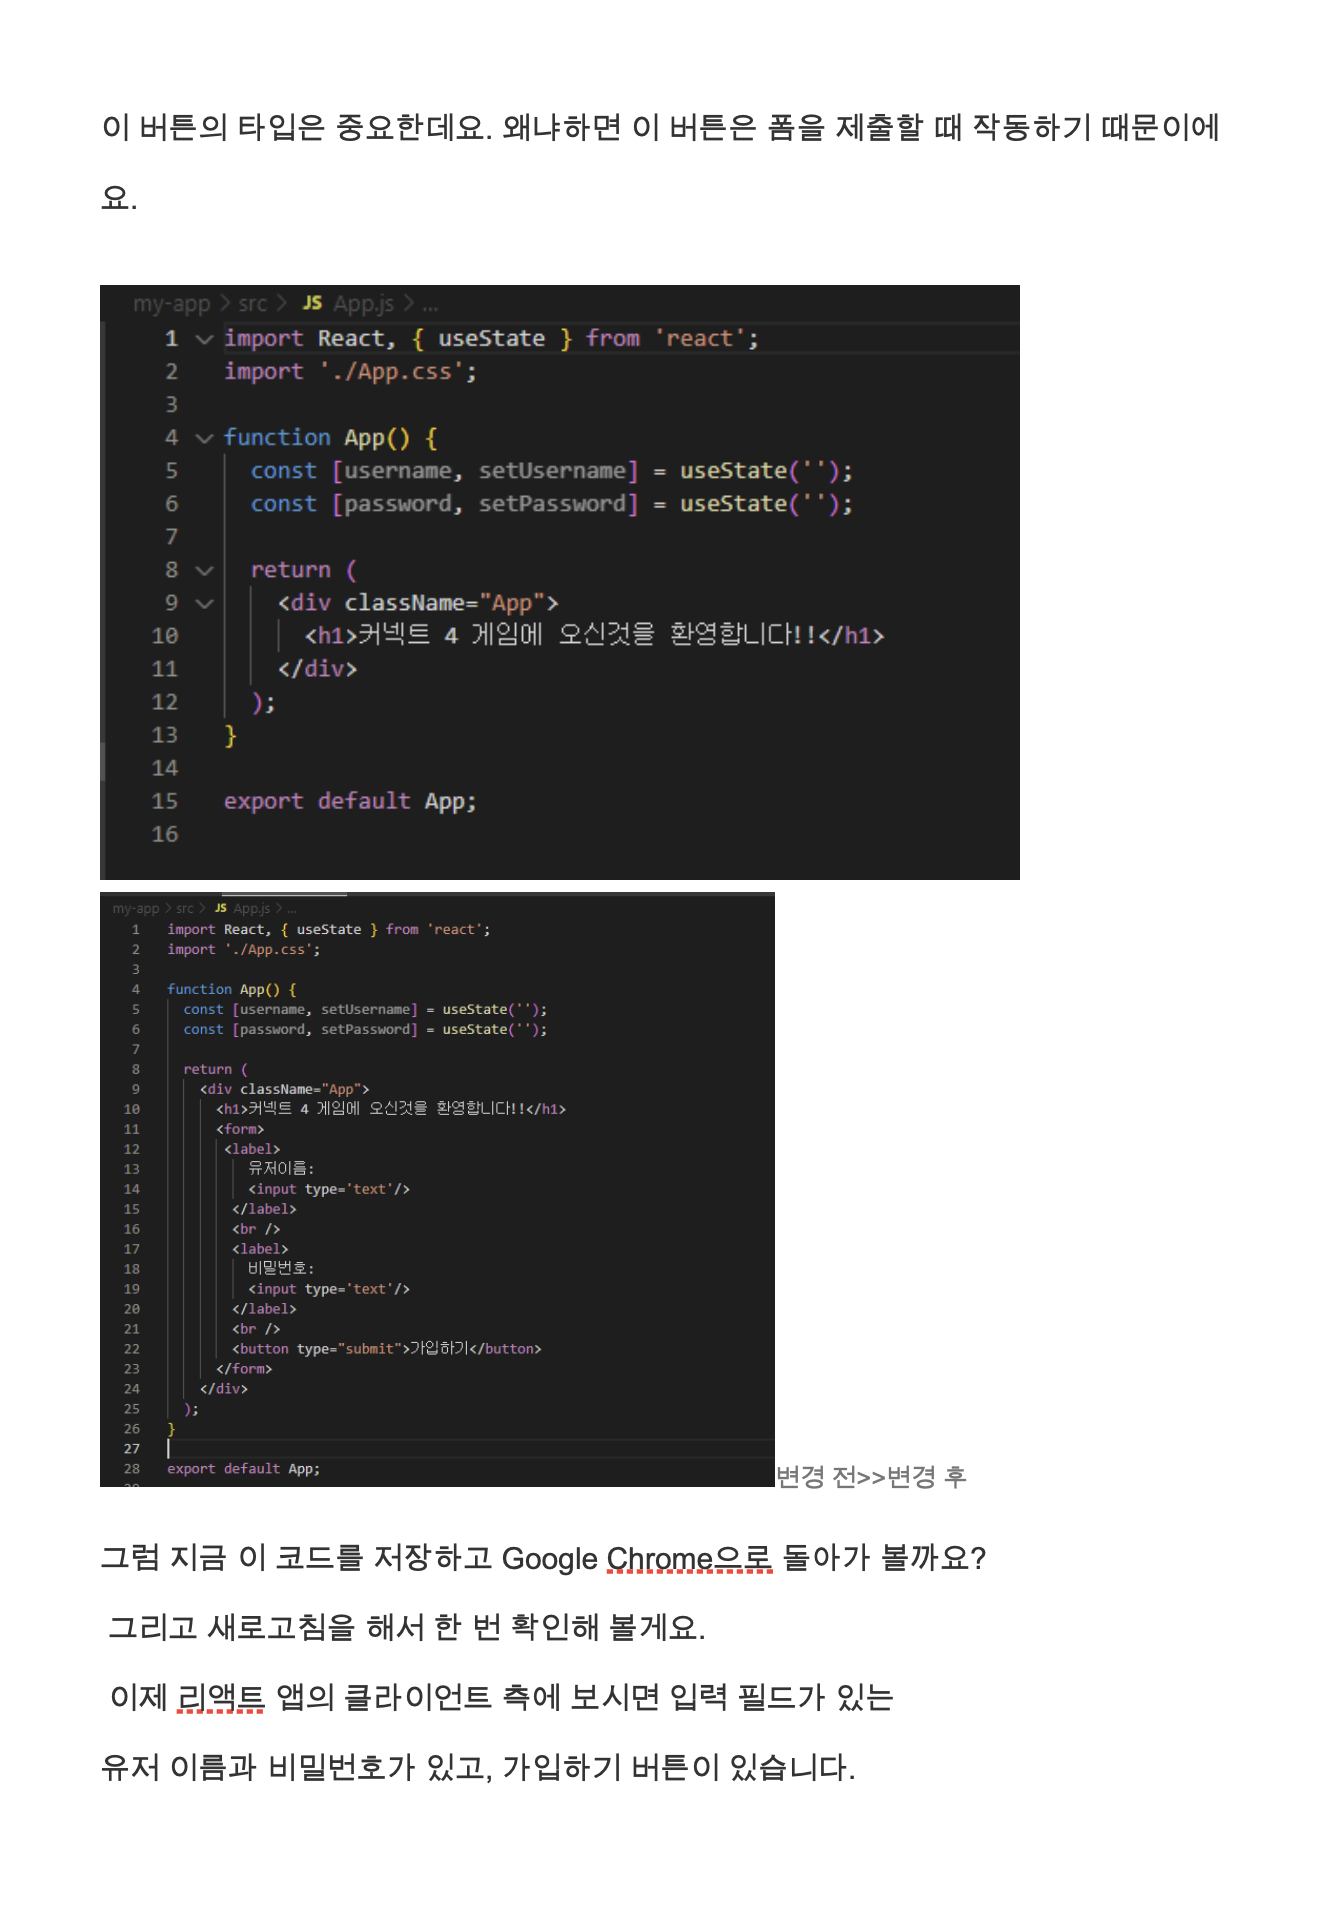 이 버튼의 타입은 중요한데요. 왜냐하면 이 버튼은 폼을 제출할 때 작동하기 때문이에
요.
my-app > src > JS App.js > ...
1 import React, { useState } from 'react';
2 import './App.css';
3
4 function App() {
5 const [username, setUsername] = useState('');
6 const [password, setPassword] = useState('');
7
8 return (
9 <div className="App">
10 <h1>커넥트 4 게임에 오신것을 환영합니다!!</h1>
11 </div>
12 );
13 }
14
15 export default App;
16
my-app > src > JS App.js > ...
1 import React, { useState } from 'react';
2 import './App.css';
3
4 function App() {
5 const [username, setUsername] = useState('');
6 const [password, setPassword] = useState('');
7
8 return (
9 <div className="App">
10 <h1>커넥트 4 게임에 오신것을 환영합니다!!</h1>
11 <form>
12 <label>
13 유저이름:
14 <input type='text'/>
15 </label>
16 <br />
17 <label>
18 비밀번호:
19 <input type='text'/>
20 </label>
21 <br />
22 <button type="submit">가입하기</button>
23 </form>
24 </div>
25 );
26 }
27
28 export default App;
변경 전>>변경 후
그럼 지금 이 코드를 저장하고 Google Chrome으로 돌아가 볼까요?
그리고 새로고침을 해서 한 번 확인해 볼게요.
이제 리액트 앱의 클라이언트 측에 보시면 입력 필드가 있는
유저 이름과 비밀번호가 있고, 가입하기 버튼이 있습니다.